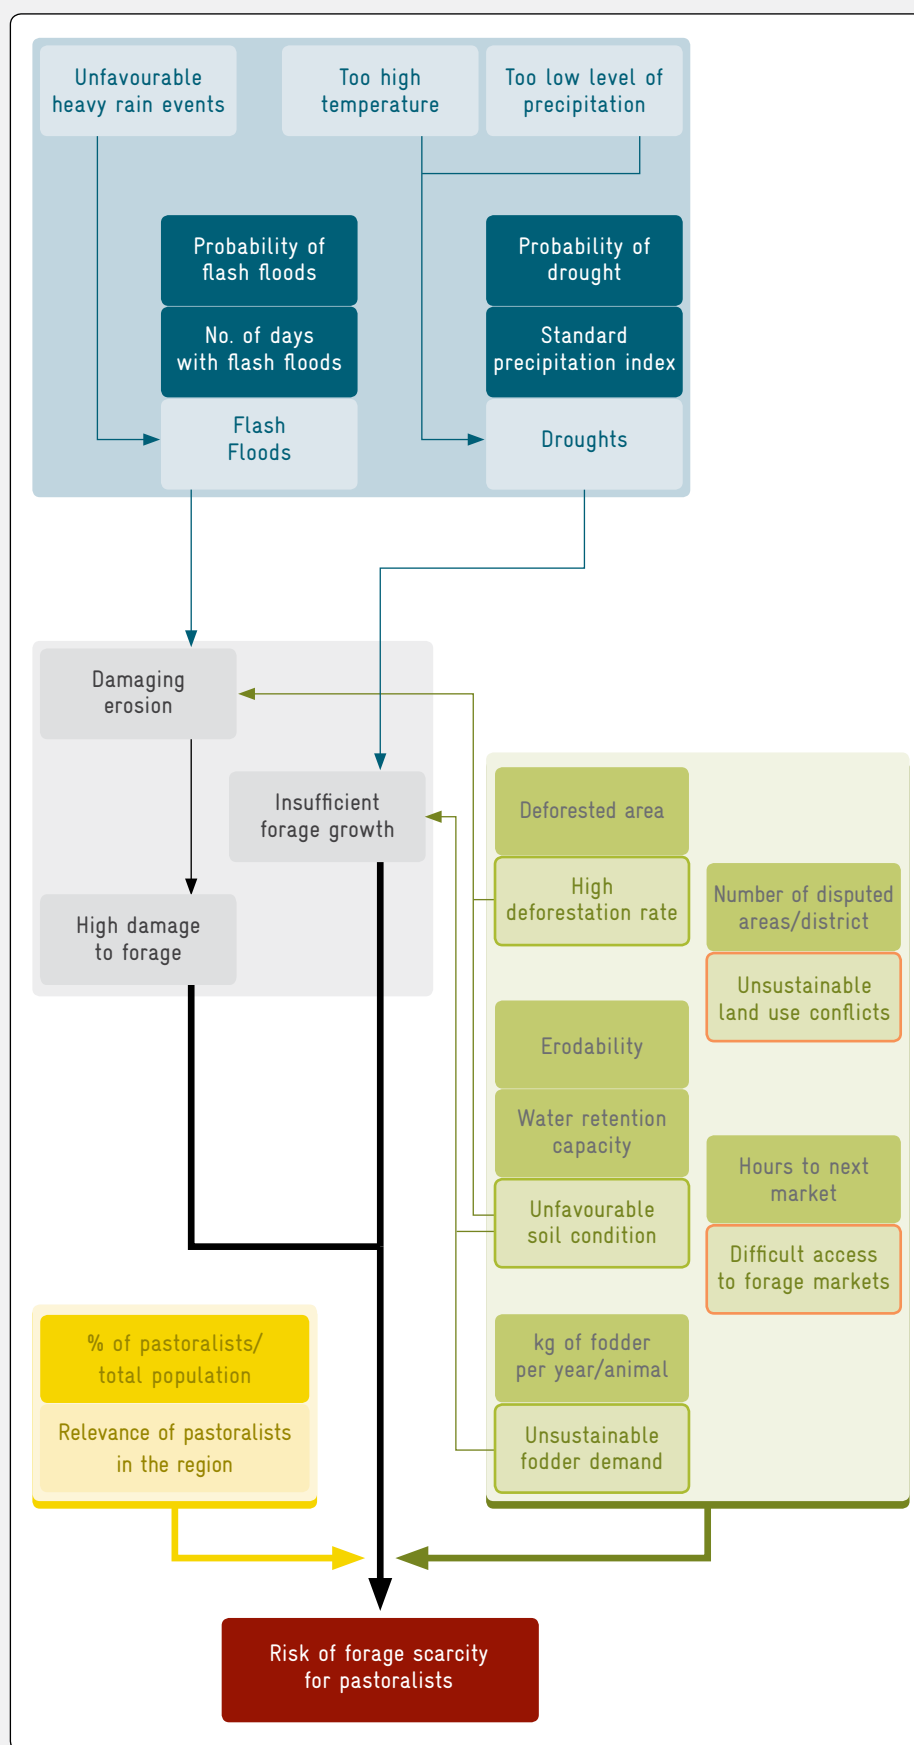 Unfavourable
heavy rain events
Too high
temperature
Too low level of
precipitation
Probability of
flash floods
No. of days
with flash floods
Flash
Floods
Probability of
drought
Standard
precipitation index
Droughts
Damaging
erosion
Insufficient
forage growth
High damage
to forage
Deforested area
High
deforestation rate
Number of disputed
areas/district
Unsustainable
land use conflicts
Erodability
Water retention
capacity
Unfavourable
soil condition
Hours to next
market
Difficult access
to forage markets
kg of fodder
per year/animal
Unsustainable
fodder demand
% of pastoralists/
total population
Relevance of pastoralists
in the region
Risk of forage scarcity
for pastoralists